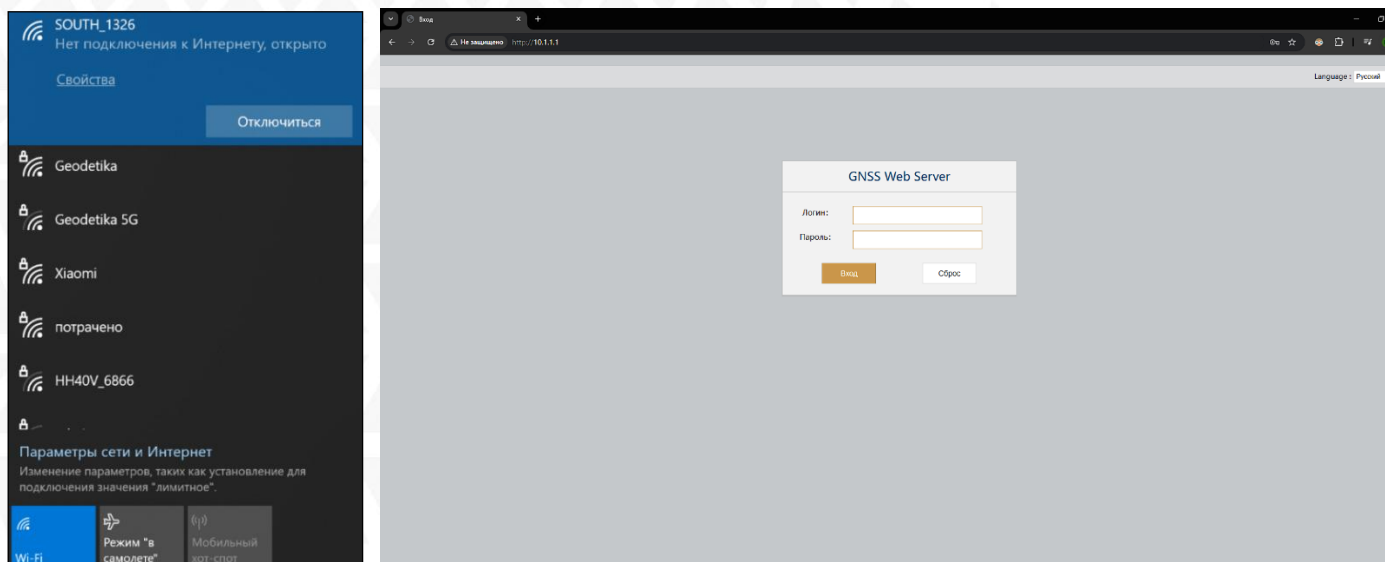 SOUTH_1326
Нет подключения к Интернету, открыто
Свойства
Отключиться
Geodetika
Geodetika 5G
Xiaomi
потрачено
HH40V_6866
Параметры сети и Интернет
Изменение параметров, таких как установление для
подключения значения "лимитное".
Wi-Fi
Режим "в
самолете"
Мобильный
хот-спот
Вход
Не защищено http://10.1.1.1
Language : Русский
GNSS Web Server
Логин:
Пароль:
Вход
Сброс